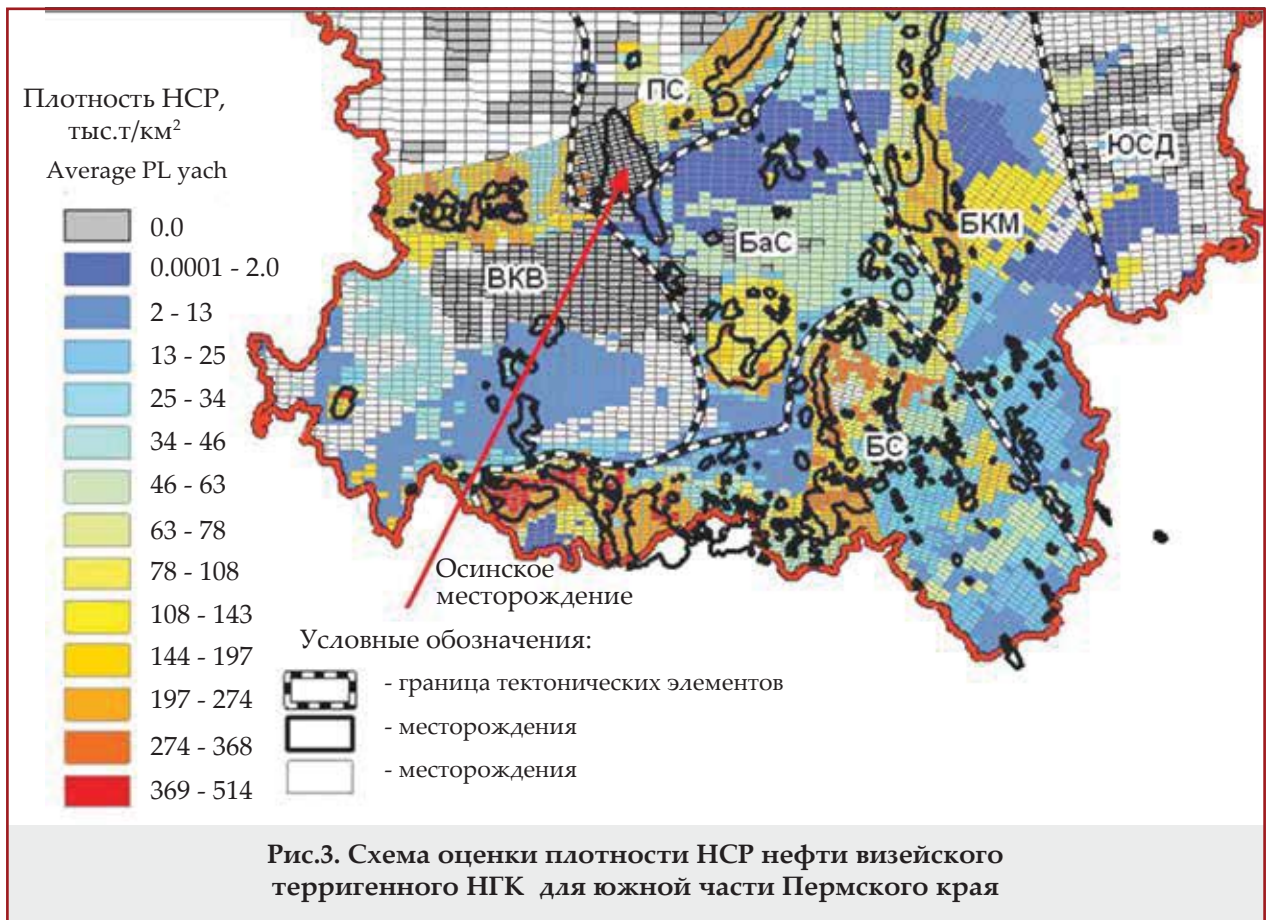 Плотность НСР,
тыс.т/км²
Average PL yach
0.0
0.0001 - 2.0
2 - 13
13 - 25
25 - 34
34 - 46
46 - 63
63 - 78
78 - 108
108 - 143
144 - 197
197 - 274
274 - 368
369 - 514
ПС
ЮСД
БКМ
БаС
ВКВ
БС
Осинское
месторождение
Условные обозначения:
- граница тектонических элементов
- месторождения
- месторождения
Рис.3. Схема оценки плотности НСР нефти визейского
терригенного НГК для южной части Пермского края